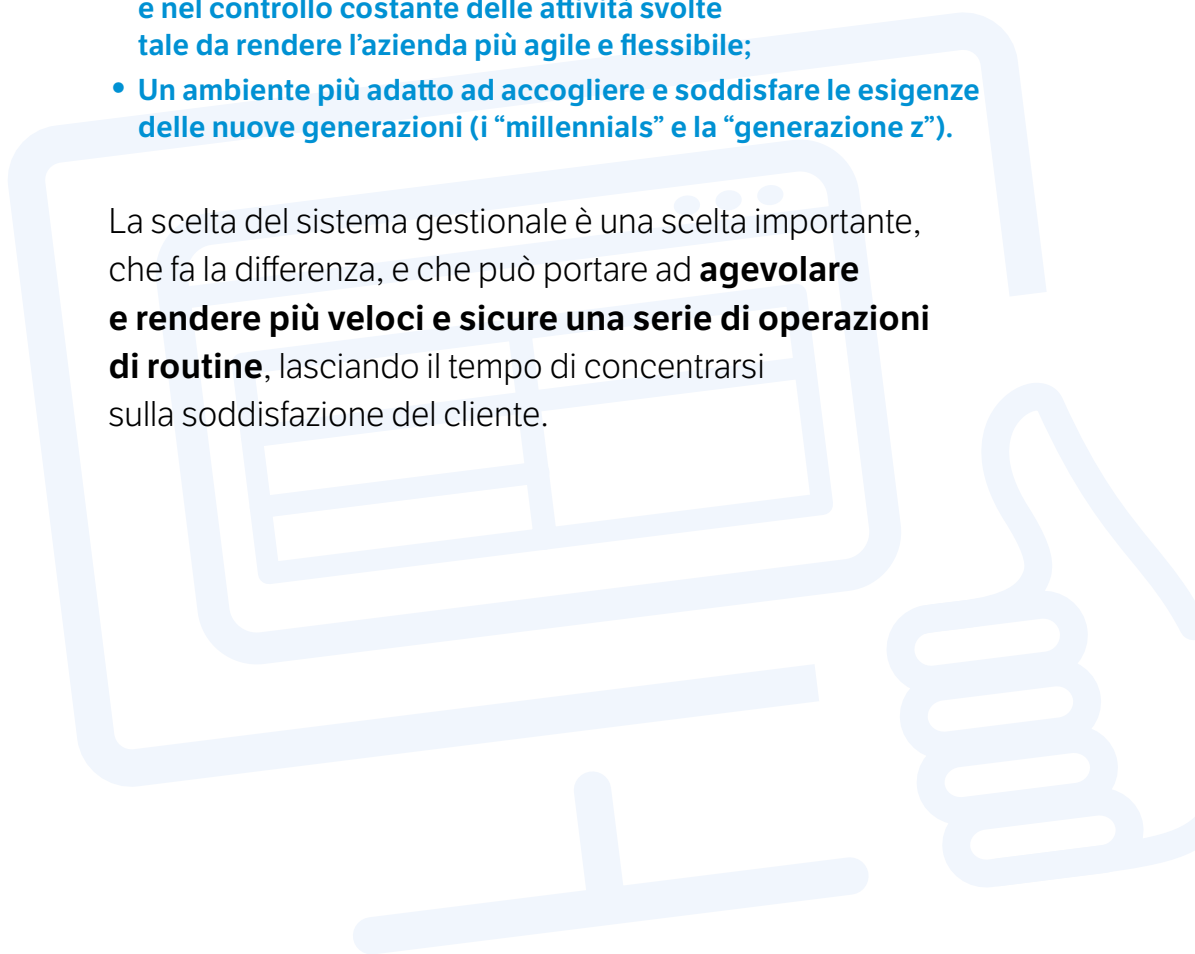 e nel controllo costante delle attività svolte
tale da rendere l’azienda più agile e flessibile;
• Un ambiente più adatto ad accogliere e soddisfare le esigenze
delle nuove generazioni (i “millennials” e la “generazione z”).
La scelta del sistema gestionale è una scelta importante,
che fa la differenza, e che può portare ad agevolare
e rendere più veloci e sicure una serie di operazioni
di routine, lasciando il tempo di concentrarsi
sulla soddisfazione del cliente.